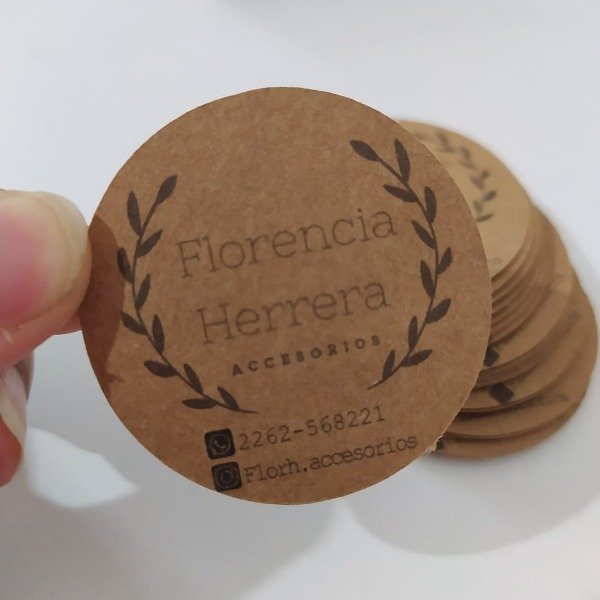 Florencia
Herrera
ACCESORIOS
2262-568221
Florh.accesorios